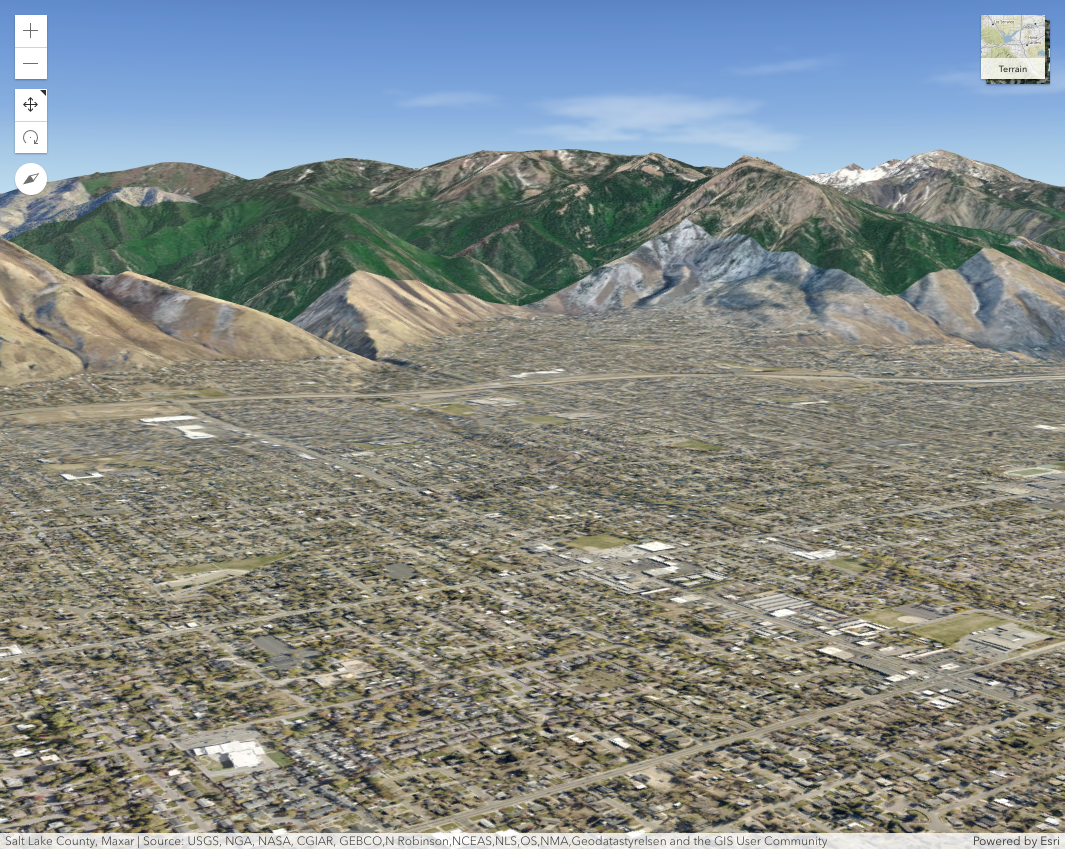 Terrain
Salt Lake County, Maxar | Source: USGS, NGA, NASA, CGIAR, GEBCO,N Robinson,NCEAS,NLS,OS,NMA,Geodatastyrelsen and the GIS User Community
Powered by Esri